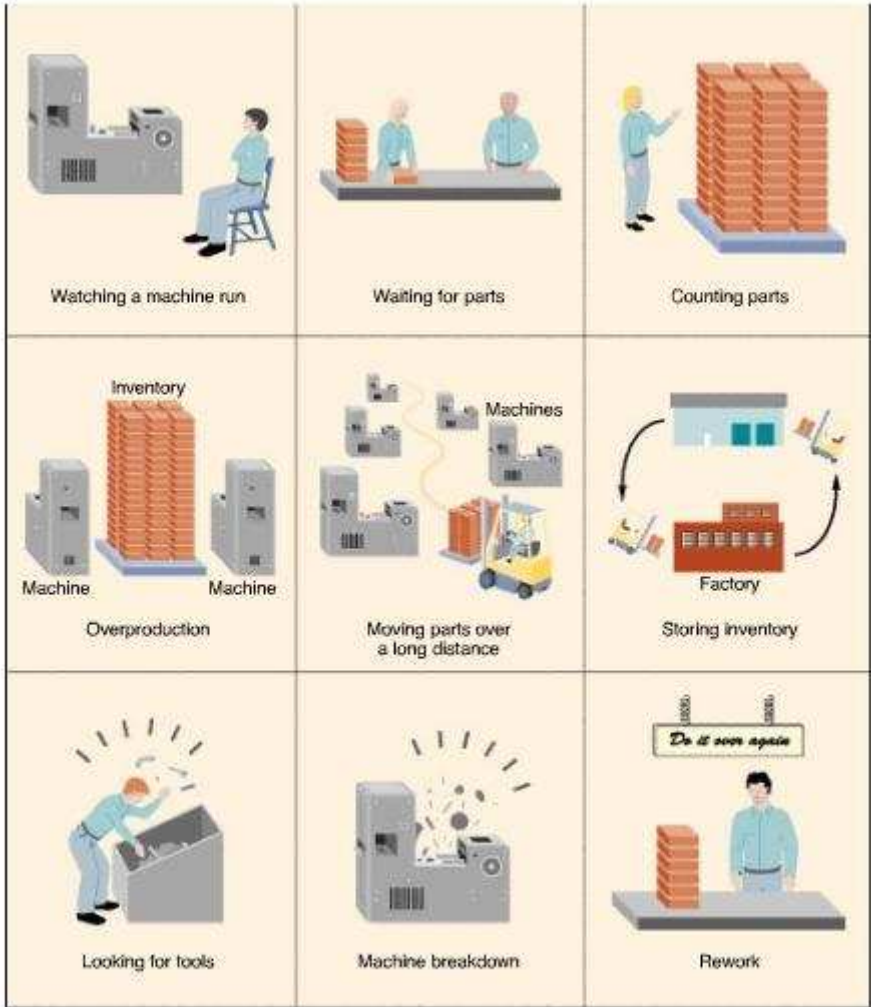 Watching a machine run
Waiting for parts
Counting parts
Inventory
Machine
Machine
Overproduction
Machines
Moving parts over
a long distance
Factory
Storing inventory
Looking for tools
Machine breakdown
Do it over again
Rework